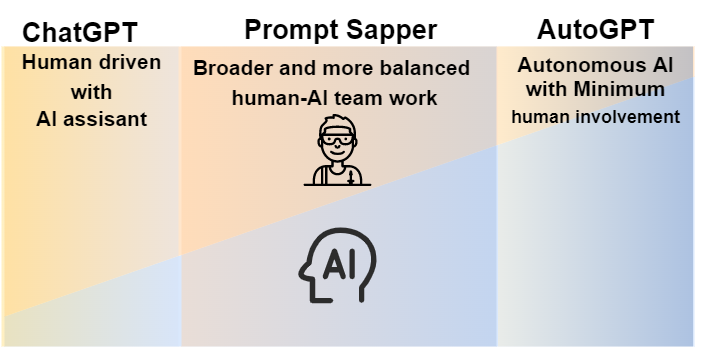 ChatGPT
Human driven
with
AI assisant
Prompt Sapper
Broader and more balanced
human-AI team work
AI
AutoGPT
Autonomous AI
with Minimum
human involvement